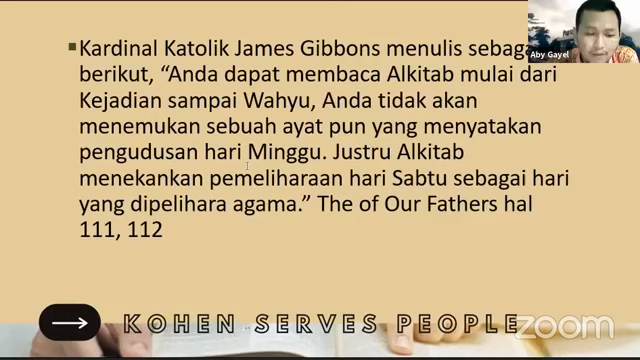 Kardinal Katolik James Gibbons menulis sebaga
berikut, “Anda dapat membaca Alkitab mulai dari
Kejadian sampai Wahyu, Anda tidak akan
menemukan sebuah ayat pun yang menyatakan
pengudusan hari Minggu. Justru Alkitab
menekankan pemeliharaan hari Sabtu sebagai hari
yang dipelihara agama.” The of Our Fathers hal
111, 112
Aby Gayel
KOHEN SERVES PEOPLE
zoom